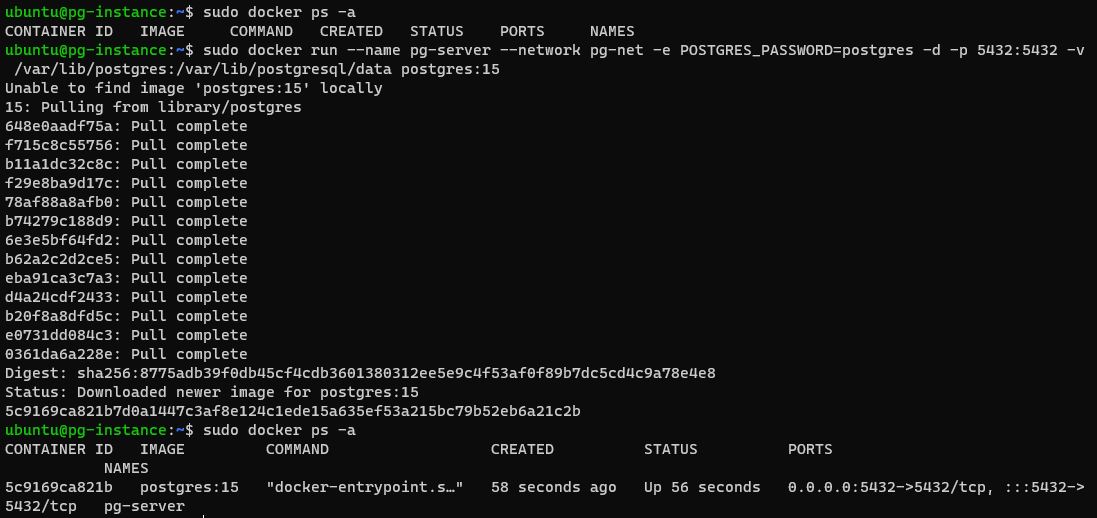 ubuntu@pg-instance:~$ sudo docker ps -a
CONTAINER ID   IMAGE     COMMAND   CREATED   STATUS    PORTS     NAMES
ubuntu@pg-instance:~$ sudo docker run --name pg-server --network pg-net -e POSTGRES_PASSWORD=postgres -d -p 5432:5432 -v
 /var/lib/postgres:/var/lib/postgresql/data postgres:15
Unable to find image 'postgres:15' locally
15: Pulling from library/postgres
648e0aadf75a: Pull complete
f715c8c55756: Pull complete
b11a1dc32c8c: Pull complete
f29e8ba9d17c: Pull complete
78af88a8afb0: Pull complete
b74279c188d9: Pull complete
6e3e5bf64fd2: Pull complete
b62a2c2d2ce5: Pull complete
eba91ca3c7a3: Pull complete
d4a24cdf2433: Pull complete
b20f8a8dfd5c: Pull complete
e0731dd084c3: Pull complete
0361da6a228e: Pull complete
Digest: sha256:8775adb39f0db45cf4cdb3601380312ee5e9c4f53af0f89b7dc5cd4c9a78e4e8
Status: Downloaded newer image for postgres:15
5c9169ca821b7d0a1447c3af8e124c1ede15a635ef53a215bc79b52eb6a21c2b
ubuntu@pg-instance:~$ sudo docker ps -a
CONTAINER ID   IMAGE         COMMAND                  CREATED          STATUS          PORTS
           NAMES
5c9169ca821b   postgres:15   "docker-entrypoint.s…"   58 seconds ago   Up 56 seconds   0.0.0.0:5432->5432/tcp, :::5432->
5432/tcp   pg-server